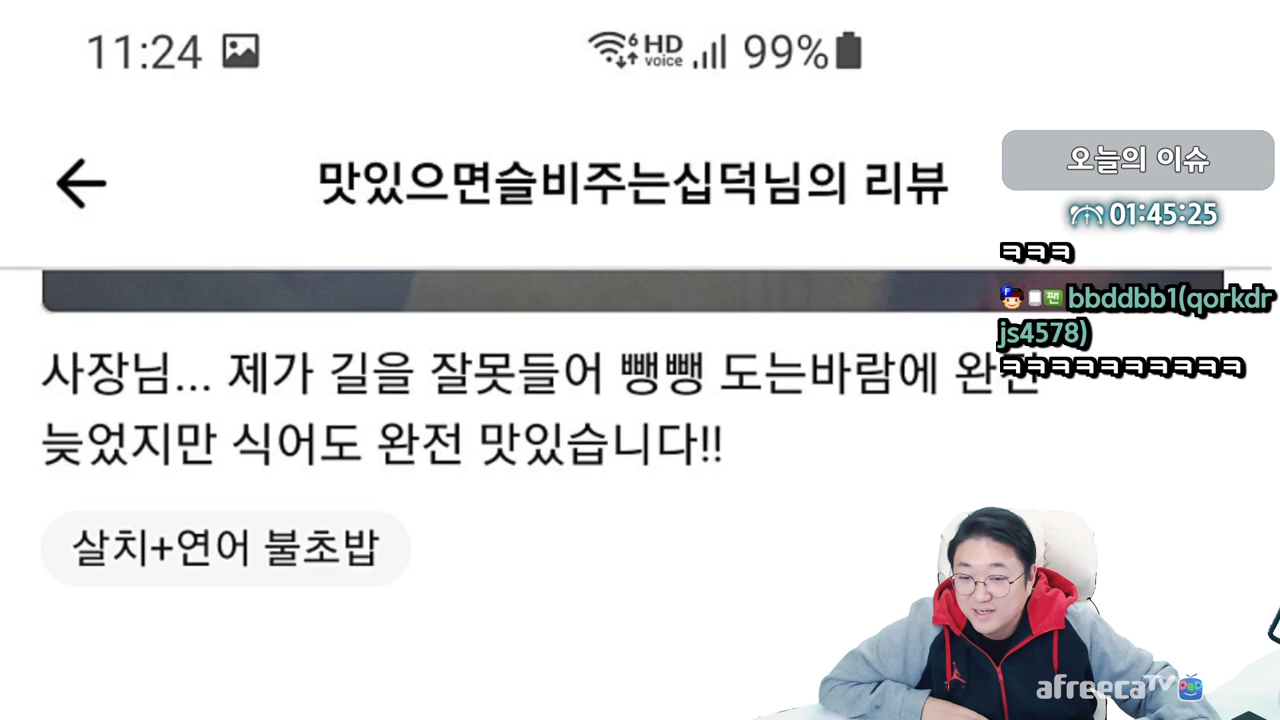 11:24
6 HD voice 99%
맛있으면슬비주는십덕님의 리뷰
오늘의 이슈
01:45:25
ㅋㅋㅋ
F 팬 bbddbb1(qorkdr
js4578)
ㅋㅋㅋㅋㅋㅋㅋㅋㅋㅋ
사장님... 제가 길을 잘못들어 뺑뺑 도는바람에 완전
늦었지만 식어도 완전 맛있습니다!!
살치+연어 불초밥
afreecaTV